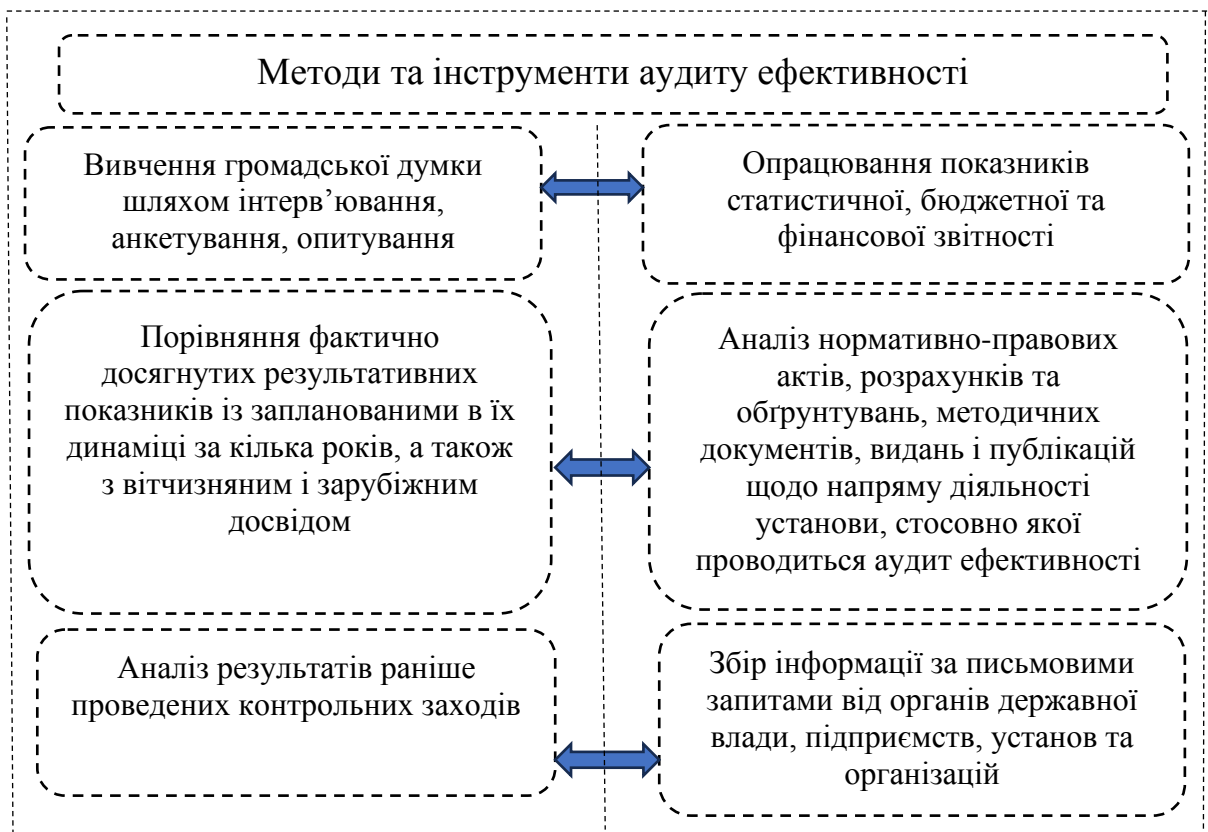 Методи та інструменти аудиту ефективності
Вивчення громадської думки
шляхом інтерв’ювання,
анкетування, опитування
Опрацювання показників
статистичної, бюджетної та
фінансової звітності
Порівняння фактично
досягнутих результативних
показників із запланованими в їх
динаміці за кілька років, а також
з вітчизняним і зарубіжним
досвідом
Аналіз нормативно-правових
актів, розрахунків та
обґрунтувань, методичних
документів, видань і публікацій
щодо напряму діяльності
установи, стосовно якої
проводиться аудит ефективності
Аналіз результатів раніше
проведених контрольних заходів
Збір інформації за письмовими
запитами від органів державної
влади, підприємств, установ та
організацій